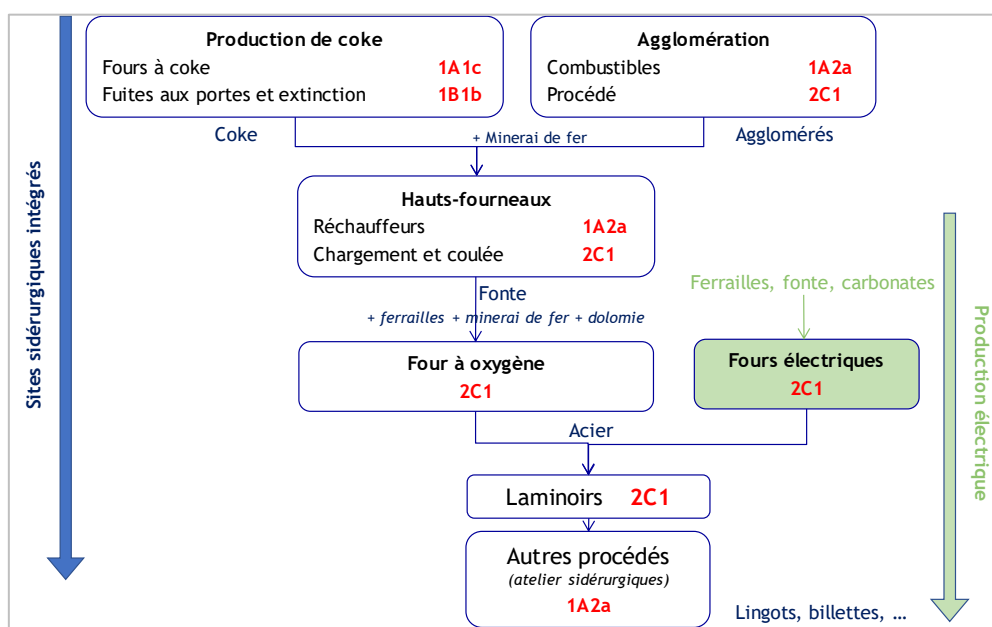 Production de coke
Fours à coke 1A1c
Fuites aux portes et extinction 1B1b
Agglomération
Combustibles 1A2a
Procédé 2C1
Coke
+ Minerai de fer
Agglomérés
Hauts-fourneaux
Réchauffeurs 1A2a
Chargement et coulée 2C1
Fonte
+ ferrailles + minerai de fer + dolomie
Ferrailles, fonte, carbonates
Four à oxygène
2C1
Fours électriques
2C1
Acier
Laminoirs 2C1
Autres procédés
(atelier sidérurgiques)
1A2a
Lingots, billettes, ...
Sites sidérurgiques intégrés
Production électrique